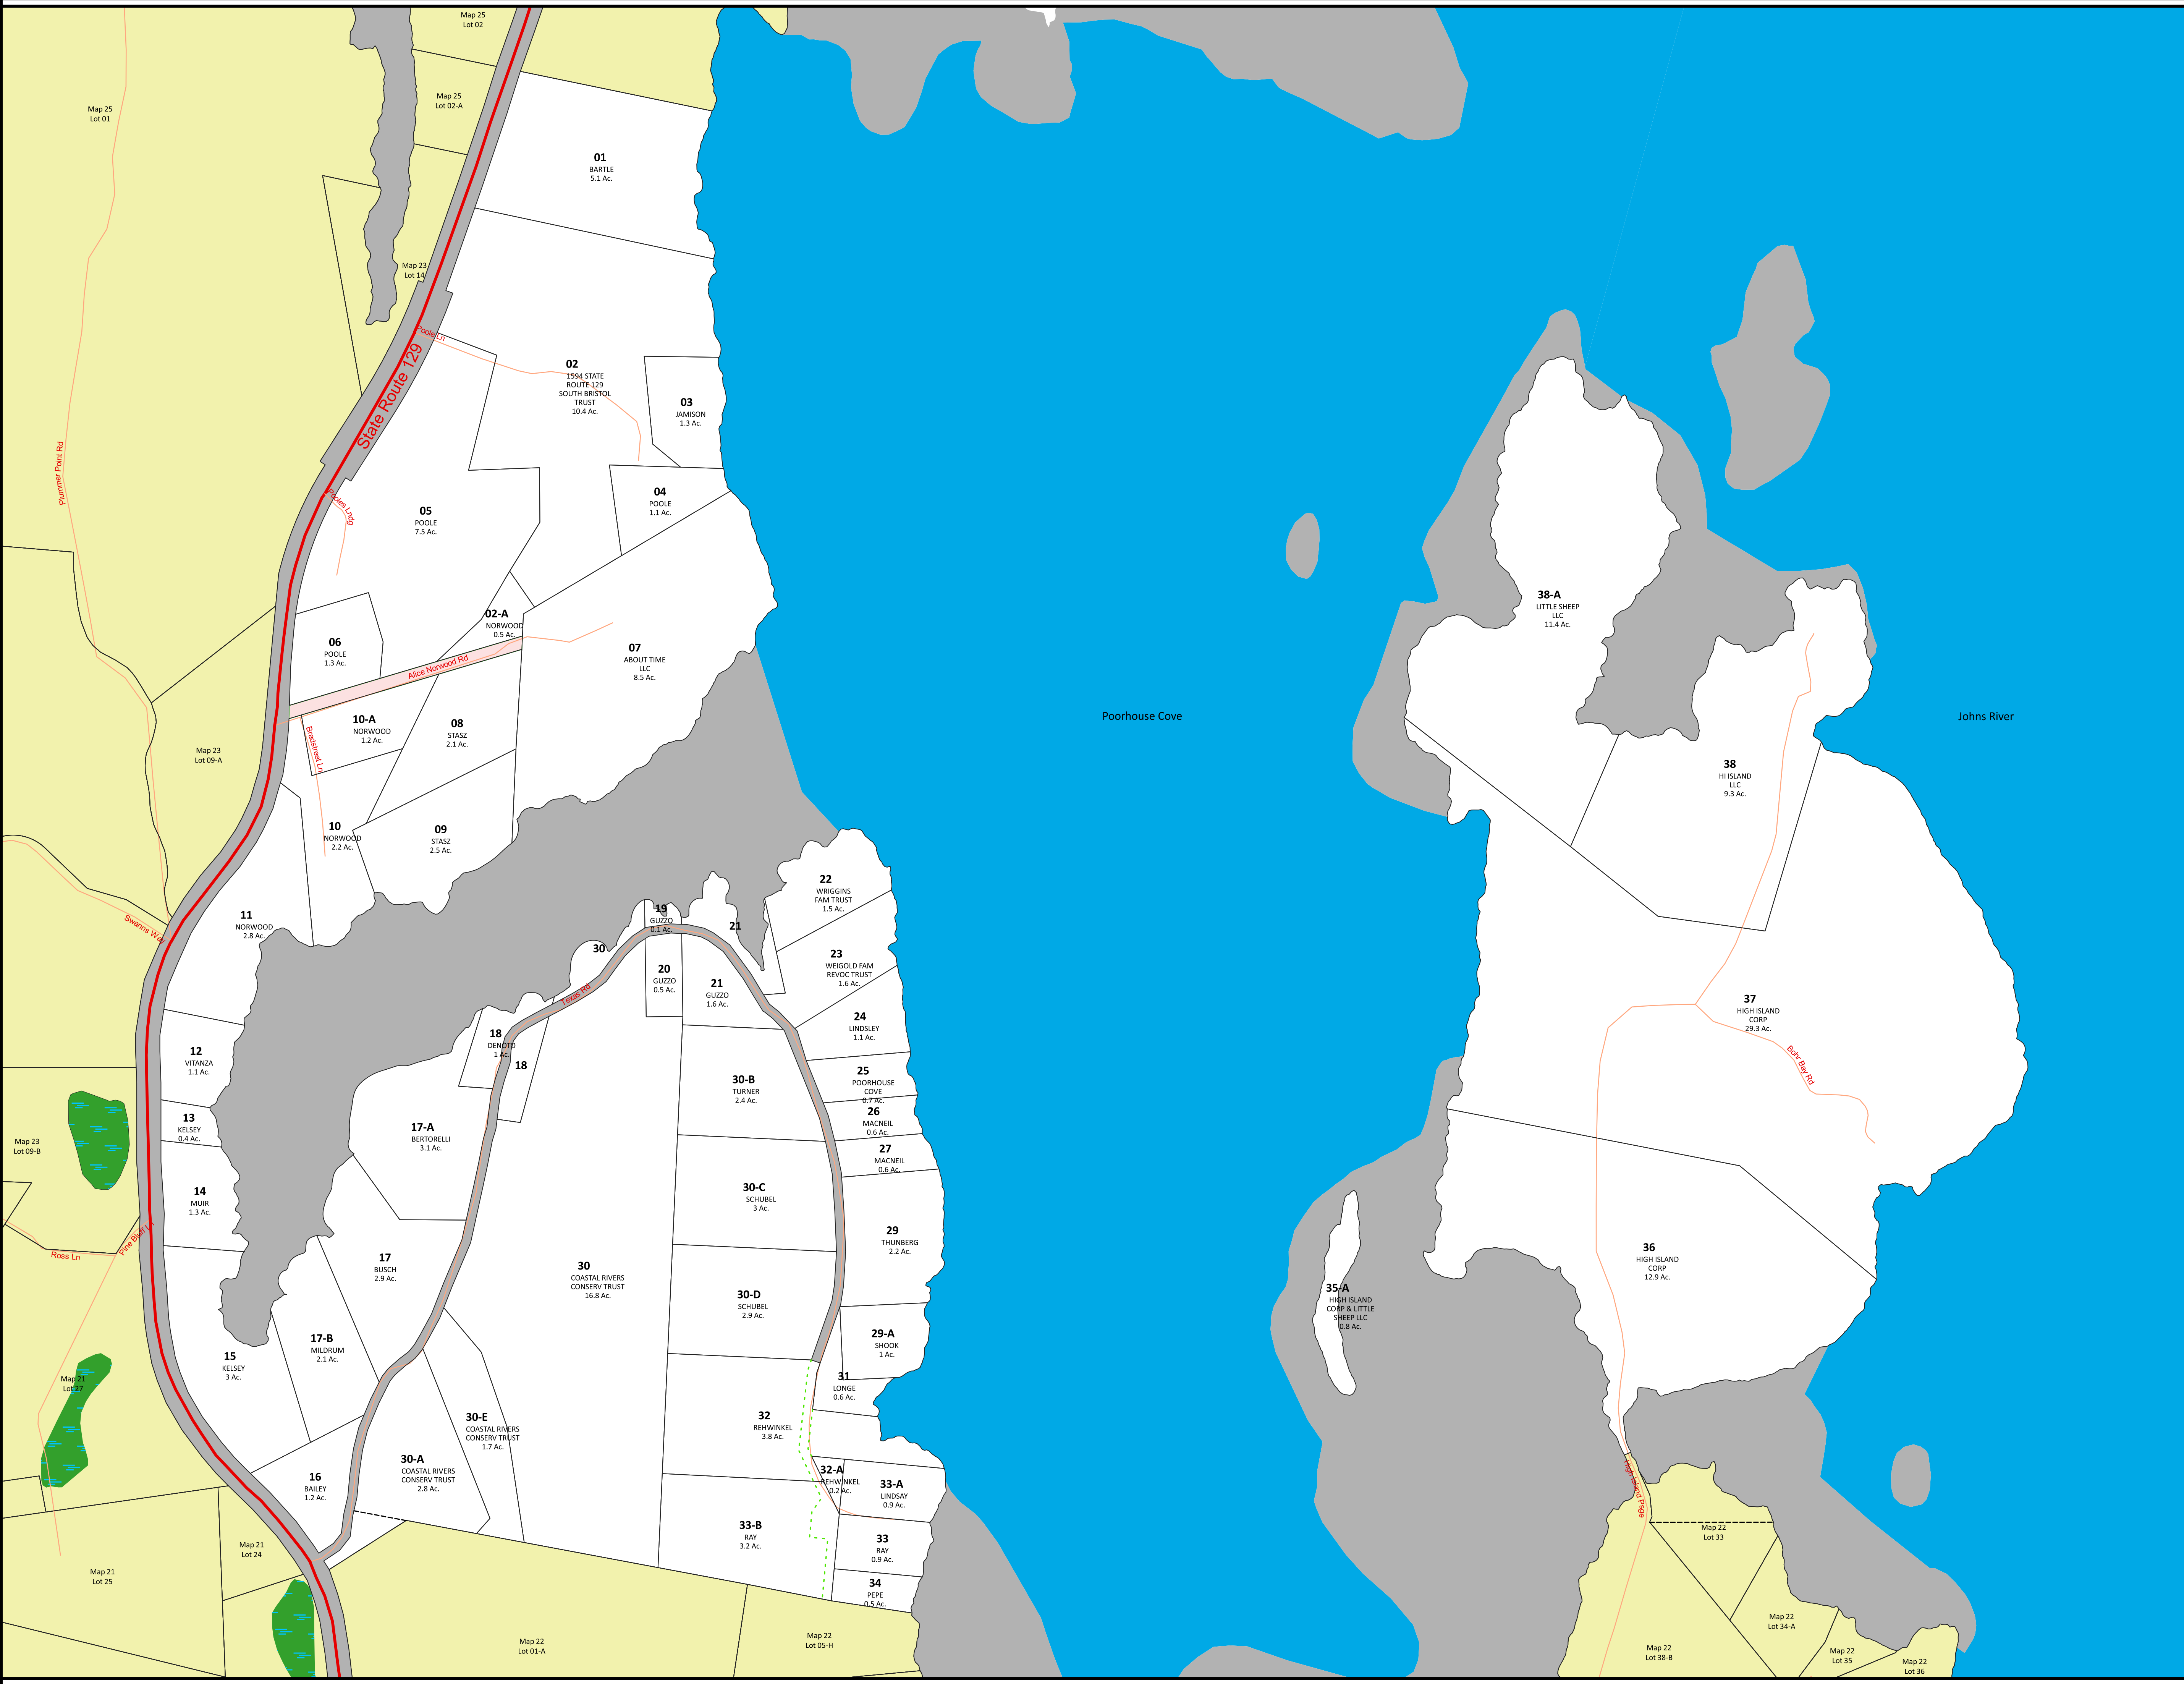 Map 25
Lot 02
Map 25
Lot 01
Map 25
Lot 02-A
01
BARTLE
5.1 Ac.
Map 23
Lot 14
Poole Ln
State Route 129
02
1594 STATE
ROUTE 129
SOUTH BRISTOL
TRUST
10.4 Ac.
03
JAMISON
1.3 Ac.
Plummer Point Rd
Pooles Lndg
04
POOLE
1.1 Ac.
05
POOLE
7.5 Ac.
38-A
LITTLE SHEEP
LLC
11.4 Ac.
02-A
NORWOOD
0.5 Ac.
06
POOLE
1.3 Ac.
07
ABOUT TIME
LLC
8.5 Ac.
Alice Norwood Rd
10-A
NORWOOD
1.2 Ac.
08
STASZ
2.1 Ac.
Bradstreet Ln
Poorhouse Cove
Johns River
Map 23
Lot 09-A
38
HI ISLAND
LLC
9.3 Ac.
10
NORWOOD
2.2 Ac.
09
STASZ
2.5 Ac.
22
WRIGGINS
FAM TRUST
1.5 Ac.
11
NORWOOD
2.8 Ac.
Swanns Way
19
GUZZO
0.1 Ac.
21
30
23
WEIGOLD FAM
REVOC TRUST
1.6 Ac.
20
GUZZO
0.5 Ac.
21
GUZZO
1.6 Ac.
Texas Rd
37
HIGH ISLAND
CORP
29.3 Ac.
24
LINDSLEY
1.1 Ac.
18
DENOTO
1 Ac.
18
12
VITANZA
1.1 Ac.
Bohr Bay Rd
30-B
TURNER
2.4 Ac.
25
POORHOUSE
COVE
0.7 Ac.
26
MACNEIL
0.6 Ac.
13
KELSEY
0.4 Ac.
17-A
BERTORELLI
3.1 Ac.
Map 23
Lot 09-B
27
MACNEIL
0.6 Ac.
14
MUIR
1.3 Ac.
30-C
SCHUBEL
3 Ac.
29
THUNBERG
2.2 Ac.
Pine Bluff Ln
Ross Ln
17
BUSCH
2.9 Ac.
30
COASTAL RIVERS
CONSERV TRUST
16.8 Ac.
36
HIGH ISLAND
CORP
12.9 Ac.
30-D
SCHUBEL
2.9 Ac.
35-A
HIGH ISLAND
CORP & LITTLE
SHEEP LLC
0.8 Ac.
17-B
MILDRUM
2.1 Ac.
29-A
SHOOK
1 Ac.
15
KELSEY
3 Ac.
Map 21
Lot 27
31
LONGE
0.6 Ac.
30-E
COASTAL RIVERS
CONSERV TRUST
1.7 Ac.
32
REHWINKEL
3.8 Ac.
30-A
COASTAL RIVERS
CONSERV TRUST
2.8 Ac.
32-A
REHWINKEL
0.2 Ac.
33-A
LINDSAY
0.9 Ac.
High Island Psge
16
BAILEY
1.2 Ac.
33-B
RAY
3.2 Ac.
33
RAY
0.9 Ac.
Map 22
Lot 33
Map 21
Lot 24
Map 21
Lot 25
34
PEPE
0.5 Ac.
Map 22
Lot 34-A
Map 22
Lot 01-A
Map 22
Lot 05-H
Map 22
Lot 38-B
Map 22
Lot 35
Map 22
Lot 36